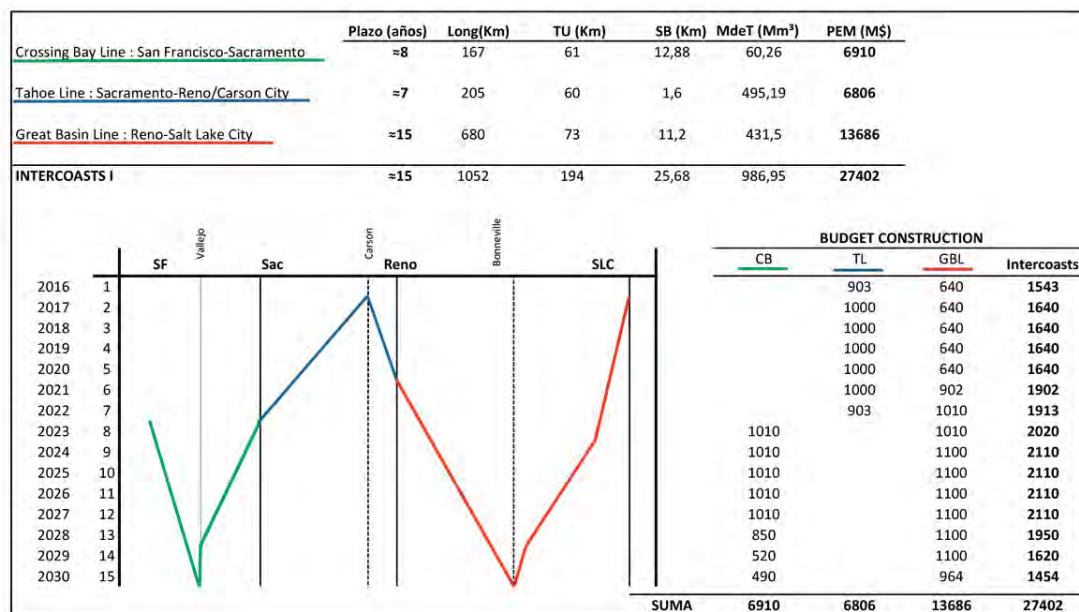 Plazo (años) Long(Km) TU (Km) SB (Km) MdeT (Mm³) PEM (M$)
Crossing Bay Line : San Francisco-Sacramento ≈8 167 61 12,88 60,26 6910
Tahoe Line : Sacramento-Reno/Carson City ≈7 205 60 1,6 495,19 6806
Great Basin Line : Reno-Salt Lake City ≈15 680 73 11,2 431,5 13686
INTERCOASTS I ≈15 1052 194 25,68 986,95 27402
Vallejo Carson Bonneville
SF Sac Reno SLC
BUDGET CONSTRUCTION
CB TL GBL Intercoasts
2016 1 903 640 1543
2017 2 1000 640 1640
2018 3 1000 640 1640
2019 4 1000 640 1640
2020 5 1000 640 1640
2021 6 1000 902 1902
2022 7 903 1010 1913
2023 8 1010 1010 2020
2024 9 1010 1100 2110
2025 10 1010 1100 2110
2026 11 1010 1100 2110
2027 12 1010 1100 2110
2028 13 850 1100 1950
2029 14 520 1100 1620
2030 15 490 964 1454
SUMA 6910 6806 13686 27402